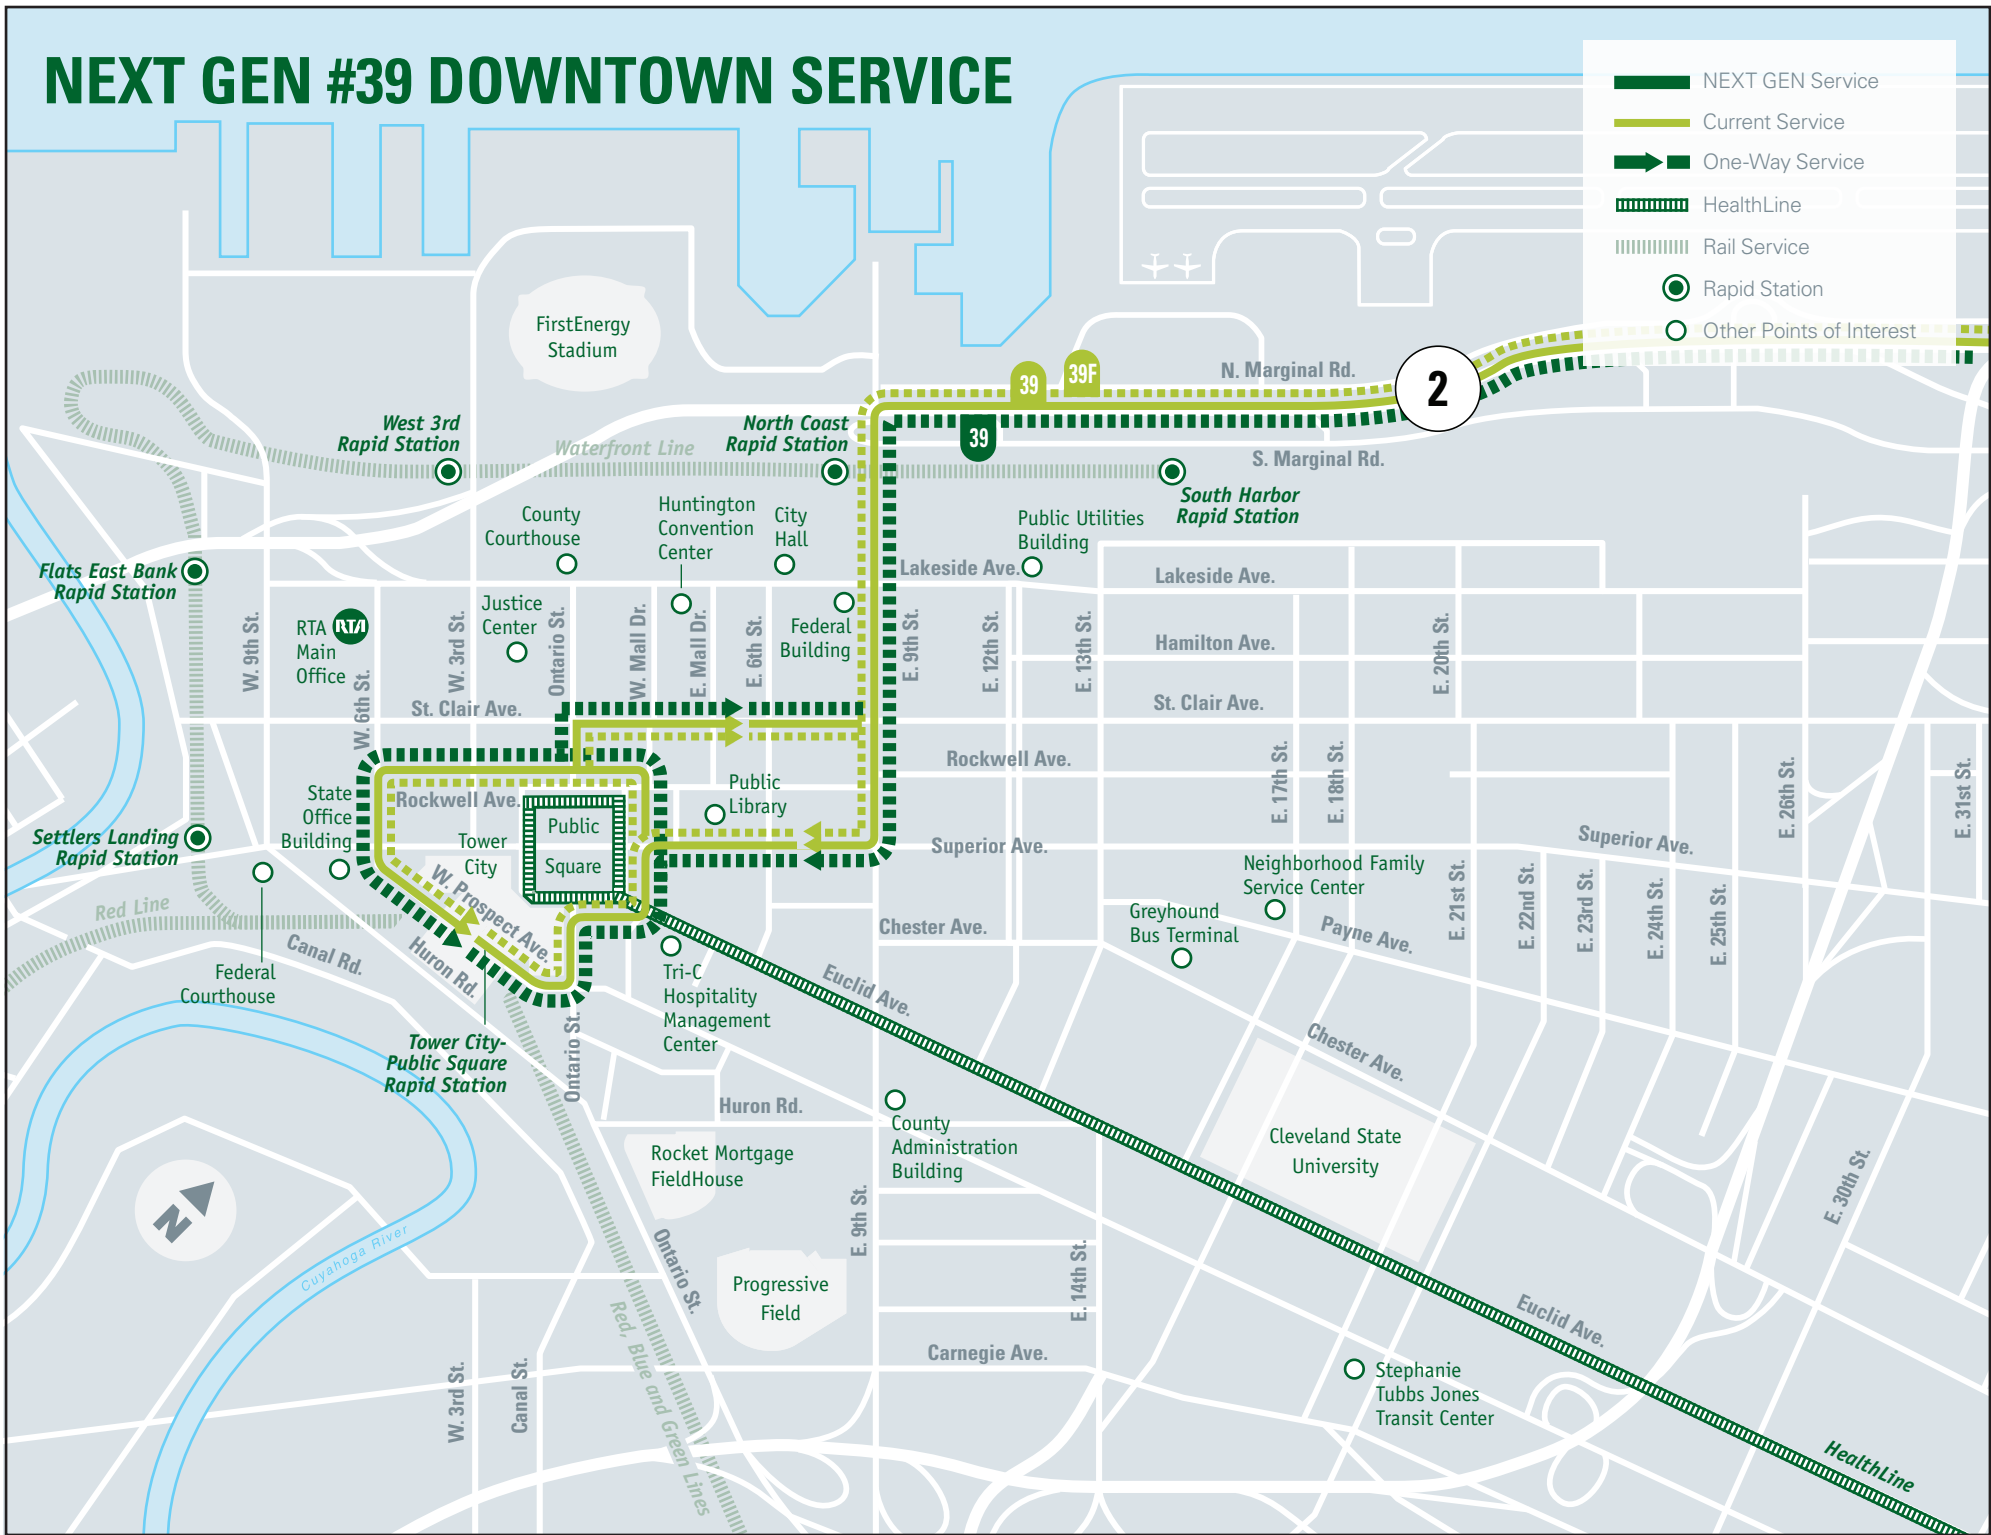 NEXT GEN #39 DOWNTOWN SERVICE
NEXT GEN Service
Current Service
One-Way Service
HealthLine
Rail Service
Rapid Station
Other Points of Interest
FirstEnergy
Stadium
39
39F
N. Marginal Rd.
2
39
S. Marginal Rd.
West 3rd
Rapid Station
Waterfront Line
North Coast
Rapid Station
South Harbor
Rapid Station
County
Courthouse
Huntington
Convention
Center
City
Hall
Public Utilities
Building
Flats East Bank
Rapid Station
Lakeside Ave.
Lakeside Ave.
RTA
RTA
Main
Office
Justice
Center
Federal
Building
W. 9th St.
W. 6th St.
W. 3rd St.
Ontario St.
W. Mall Dr.
E. Mall Dr.
E. 6th St.
E. 9th St.
E. 12th St.
E. 13th St.
Hamilton Ave.
E. 20th St.
St. Clair Ave.
St. Clair Ave.
Rockwell Ave.
E. 17th St.
E. 18th St.
E. 26th St.
E. 31st St.
State
Office
Building
Rockwell Ave.
Public
Library
Tower
City
Public
Square
Settlers Landing
Rapid Station
Superior Ave.
Superior Ave.
Neighborhood Family
Service Center
Greyhound
Bus Terminal
Payne Ave.
E. 21st St.
E. 22nd St.
E. 23rd St.
E. 24th St.
E. 25th St.
W. Prospect Ave.
Red Line
Canal Rd.
Huron Rd.
Chester Ave.
Federal
Courthouse
Tri-C
Hospitality
Management
Center
Euclid Ave.
Tower City-
Public Square
Rapid Station
Ontario St.
Chester Ave.
Huron Rd.
County
Administration
Building
Rocket Mortgage
FieldHouse
Cleveland State
University
E. 30th St.
N
Cuyahoga River
Ontario St.
E. 9th St.
E. 14th St.
Progressive
Field
Red, Blue and Green Lines
Euclid Ave.
Carnegie Ave.
W. 3rd St.
Canal St.
Stephanie
Tubbs Jones
Transit Center
HealthLine